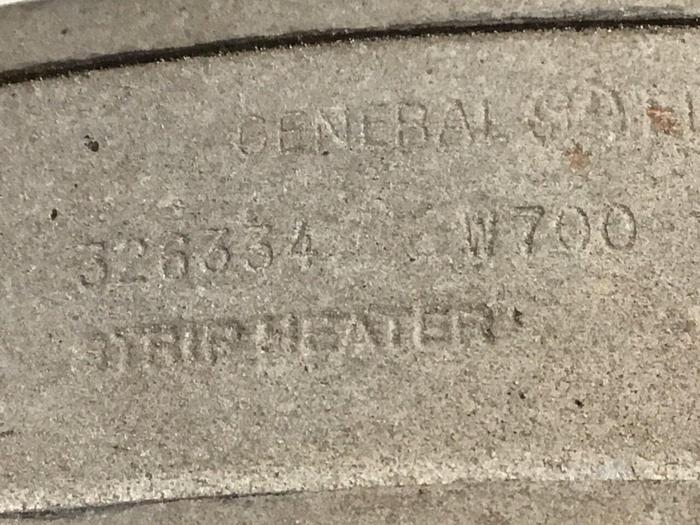 GENERAL
326334 W700
STRIP HEATER